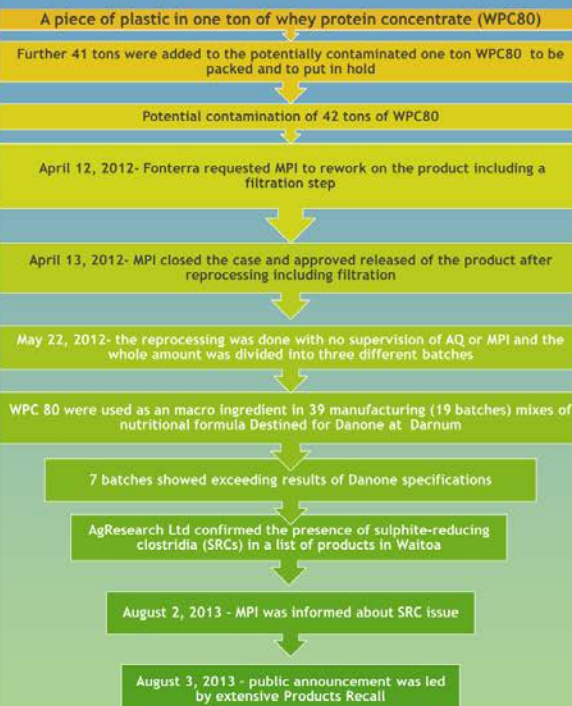 A piece of plastic in one ton of whey protein concentrate (WPC80)
Further 41 tons were added to the potentially contaminated one ton WPC80 to be
packed and to put in hold
Potential contamination of 42 tons of WPC80
April 12, 2012- Fonterra requested MPI to rework on the product including a
filtration step
April 13, 2012- MPI closed the case and approved released of the product after
reprocessing including filtration
May 22, 2012- the reprocessing was done with no supervision of AQ or MPI and the
whole amount was divided into three different batches
WPC 80 were used as an macro ingredient in 39 manufacturing (19 batches) mixes of
nutritional formula Destined for Danone at Darnum
7 batches showed exceeding results of Danone specifications
AgResearch Ltd confirmed the presence of sulphite-reducing
clostridia (SRCs) in a list of products in Waitoa
August 2, 2013 - MPI was informed about SRC issue
August 3, 2013 - public announcement was led
by extensive Products Recall